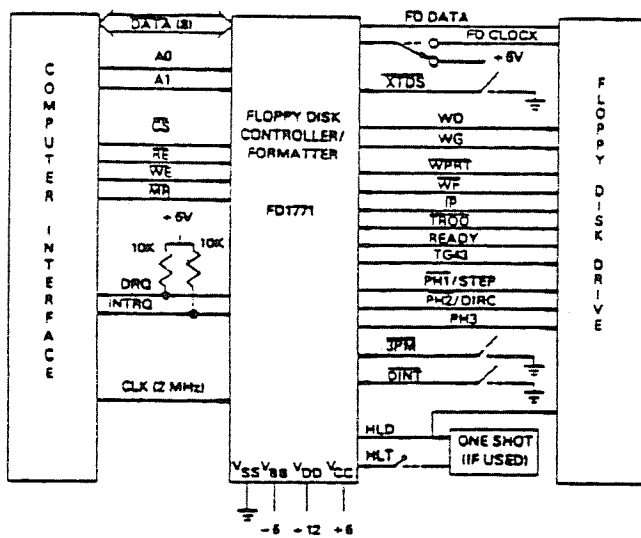 DATA (8)
A0
A1
CS
RE
WE
MR
+5V
10K
10K
DRQ
INTRQ
CLK (2 MHz)
COMPUTER INTERFACE
FLOPPY DISK
CONTROLLER/
FORMATTER
FD1771
VSS VBB VDD VCC
-5 +12 +5
FD DATA
FD CLOCK
+5V
XTDS
WD
WG
WPRT
WF
IP
TROO
READY
TG43
PH1/STEP
PH2/DIRC
PH3
3PM
DINT
HLD
HLT
ONE SHOT
(IF USED)
FLOPPY DISK DRIVE